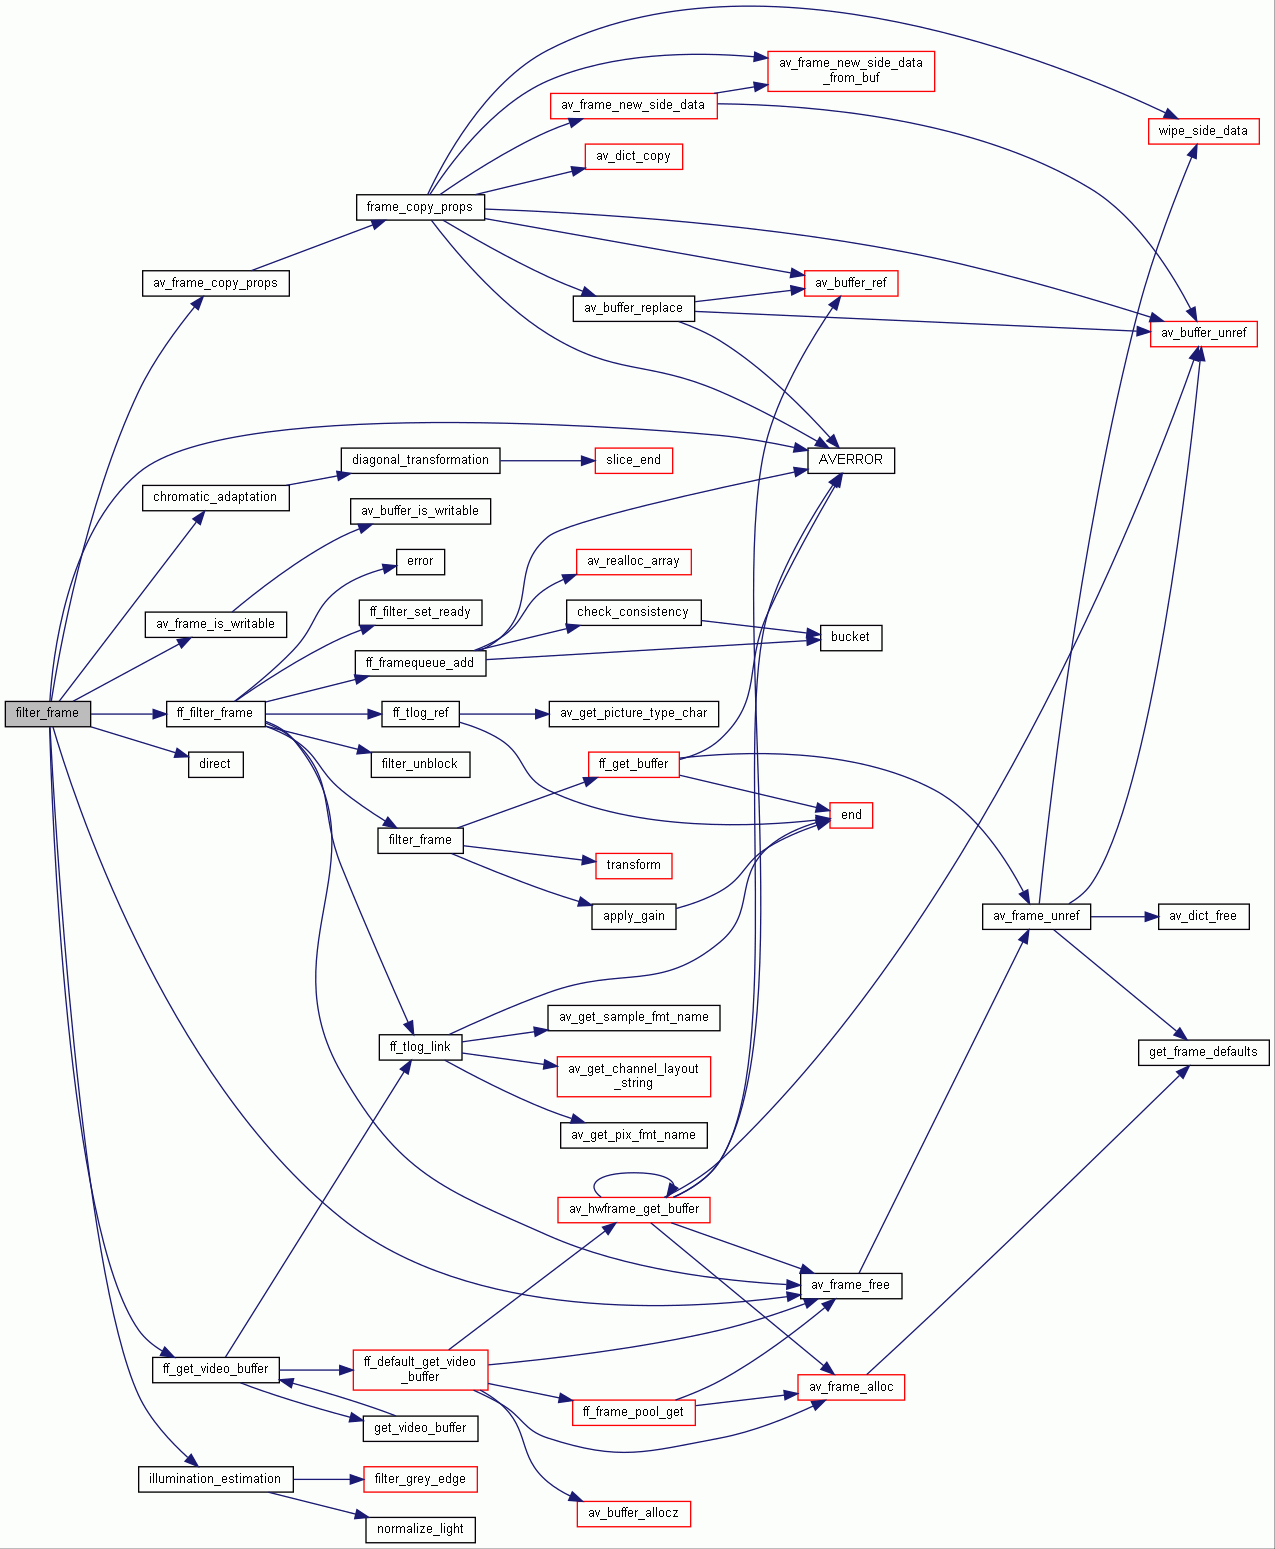 av_frame_new_side_data
_from_buf
av_frame_new_side_data
wipe_side_data
av_dict_copy
frame_copy_props
av_frame_copy_props
av_buffer_ref
av_buffer_replace
av_buffer_unref
diagonal_transformation
slice_end
AVERROR
chromatic_adaptation
av_buffer_is_writable
error
av_realloc_array
ff_filter_set_ready
check_consistency
av_frame_is_writable
bucket
ff_framequeue_add
filter_frame
ff_filter_frame
ff_tlog_ref
av_get_picture_type_char
direct
filter_unblock
ff_get_buffer
end
filter_frame
transform
apply_gain
av_frame_unref
av_dict_free
av_get_sample_fmt_name
ff_tlog_link
get_frame_defaults
av_get_channel_layout
_string
av_get_pix_fmt_name
av_hwframe_get_buffer
av_frame_free
ff_get_video_buffer
ff_default_get_video
_buffer
av_frame_alloc
ff_frame_pool_get
get_video_buffer
illumination_estimation
filter_grey_edge
av_buffer_allocz
normalize_light